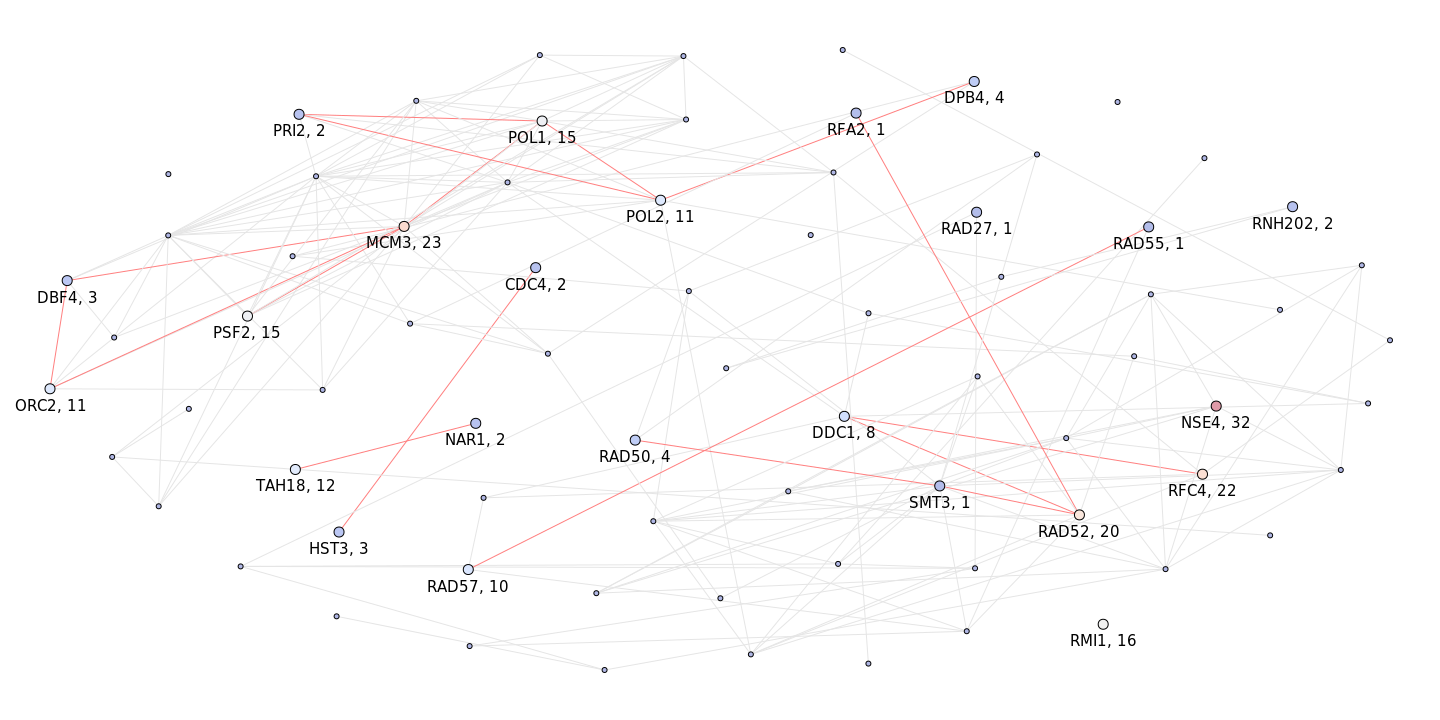 DPB4, 4
PRI2, 2
RFA2, 1
POL1, 15
POL2, 11
RNH202, 2
RAD27, 1
MCM3, 23
RAD55, 1
CDC4, 2
DBF4, 3
PSF2, 15
ORC2, 11
NSE4, 32
DDC1, 8
NAR1, 2
RAD50, 4
TAH18, 12
RFC4, 22
SMT3, 1
RAD52, 20
HST3, 3
RAD57, 10
RMI1, 16